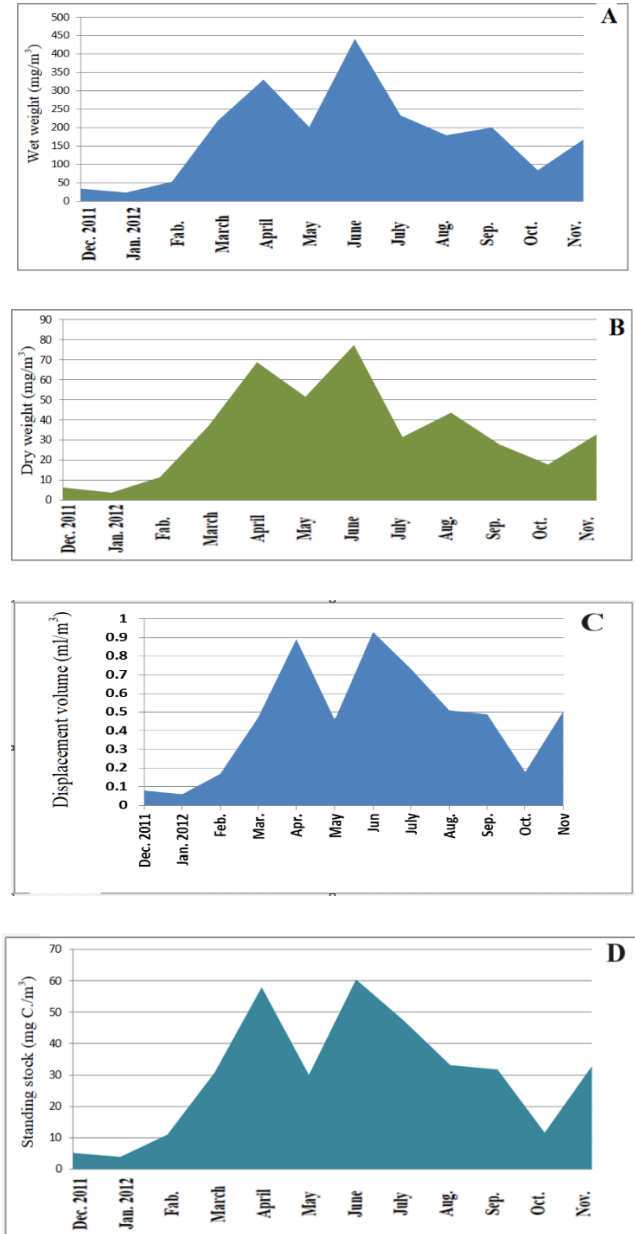 A
Wet weight (mg/m³)
500
450
400
350
300
250
200
150
100
50
0
Dec. 2011
Jan. 2012
Fab.
March
April
May
June
July
Aug.
Sep.
Oct.
Nov.
B
Dry weight (mg/m³)
90
80
70
60
50
40
30
20
10
0
Dec. 2011
Jan. 2012
Fab.
March
April
May
June
July
Aug.
Sep.
Oct.
Nov.
C
Displacement volume (ml/m³)
1
0.9
0.8
0.7
0.6
0.5
0.4
0.3
0.2
0.1
0
Dec. 2011
Jan. 2012
Feb.
Mar.
Apr.
May
Jun
July
Aug.
Sep.
Oct.
Nov
D
Standing stock (mg C./m³)
70
60
50
40
30
20
10
0
Dec. 2011
Jan. 2012
Fab.
March
April
May
June
July
Aug.
Sep.
Oct.
Nov.